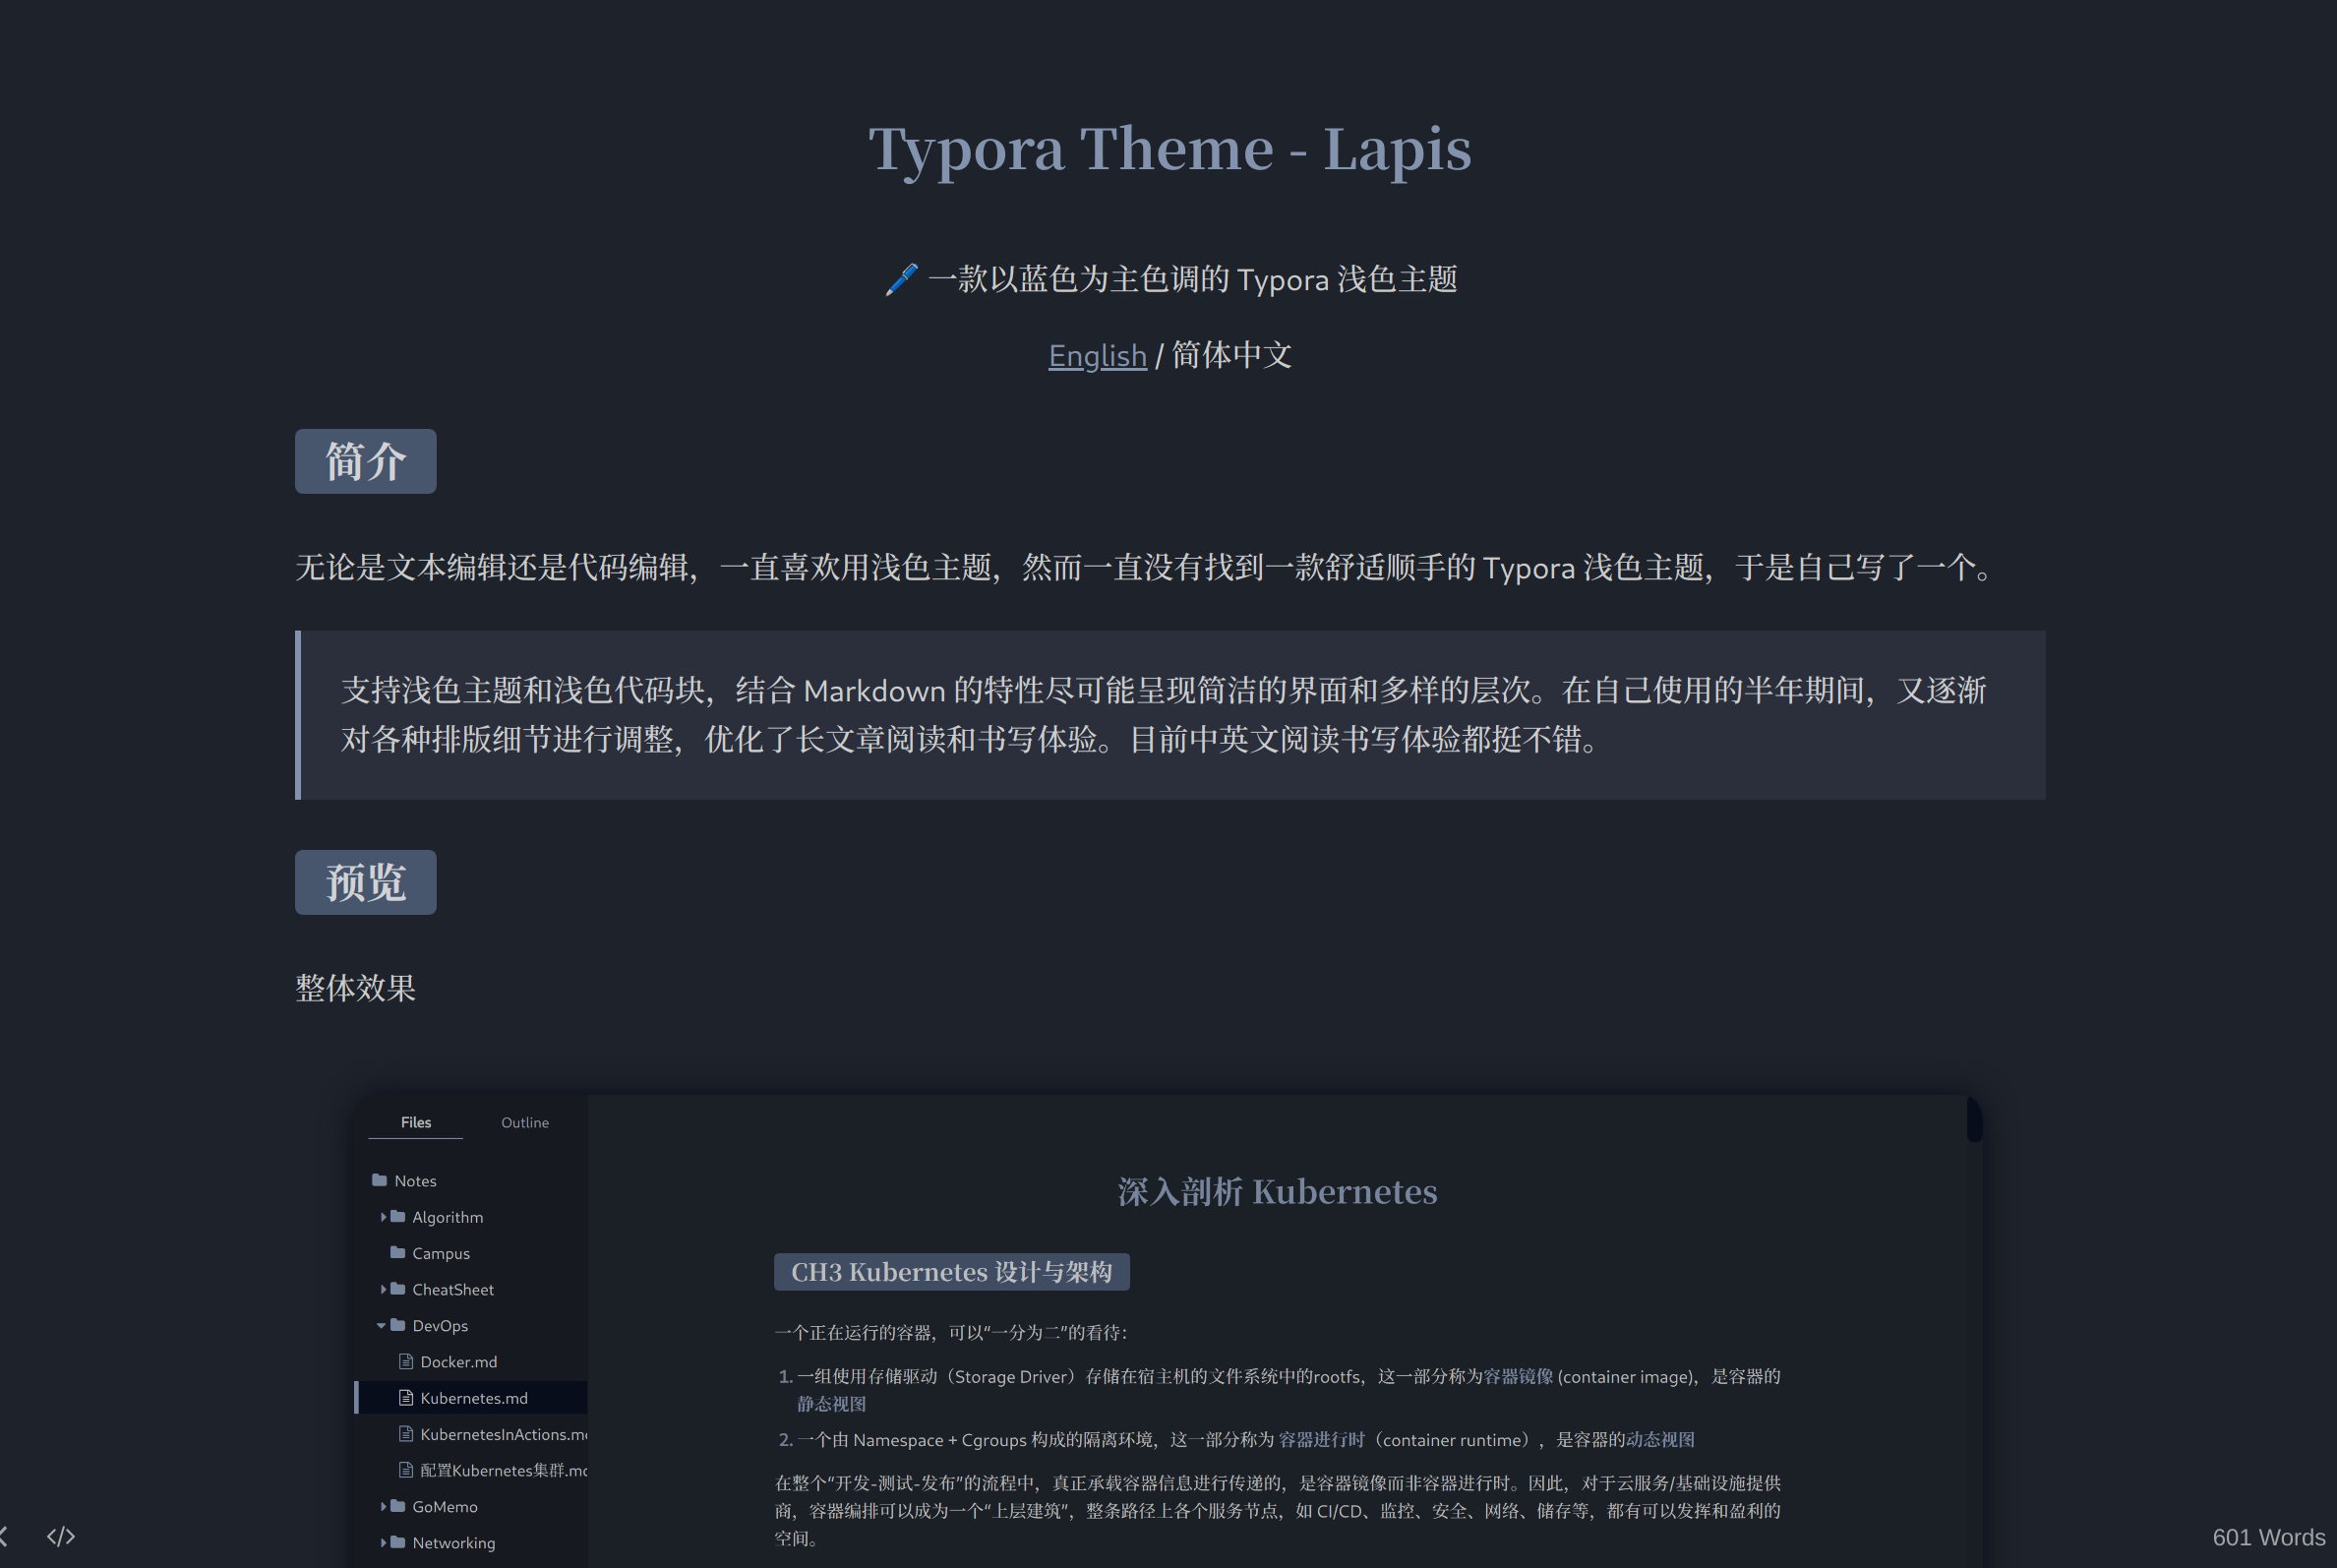 Typora Theme - Lapis
🖊️ 一款以蓝色为主色调的 Typora 浅色主题
English / 简体中文
简介
无论是文本编辑还是代码编辑，一直喜欢用浅色主题，然而一直没有找到一款舒适顺手的 Typora 浅色主题，于是自己写了一个。
支持浅色主题和浅色代码块，结合 Markdown 的特性尽可能呈现简洁的界面和多样的层次。在自己使用的半年期间，又逐渐
对各种排版细节进行调整，优化了长文章阅读和书写体验。目前中英文阅读书写体验都挺不错。
预览
整体效果
Files Outline
Notes
Algorithm
Campus
CheatSheet
DevOps
Docker.md
Kubernetes.md
KubernetesInActions.md
配置Kubernetes集群.md
GoMemo
Networking
深入剖析 Kubernetes
CH3 Kubernetes 设计与架构
一个正在运行的容器，可以“一分为二”的看待：
1. 一组使用存储驱动（Storage Driver）存储在宿主机的文件系统中的rootfs，这一部分称为容器镜像 (container image)，是容器的
静态视图
2. 一个由 Namespace + Cgroups 构成的隔离环境，这一部分称为 容器进行时（container runtime），是容器的动态视图
在整个“开发-测试-发布”的流程中，真正承载容器信息进行传递的，是容器镜像而非容器进行时。因此，对于云服务/基础设施提供
商，容器编排可以成为一个“上层建筑”，整条路径上各个服务节点，如 CI/CD、监控、安全、网络、储存等，都有可以发挥和盈利的
空间。
</> 601 Words